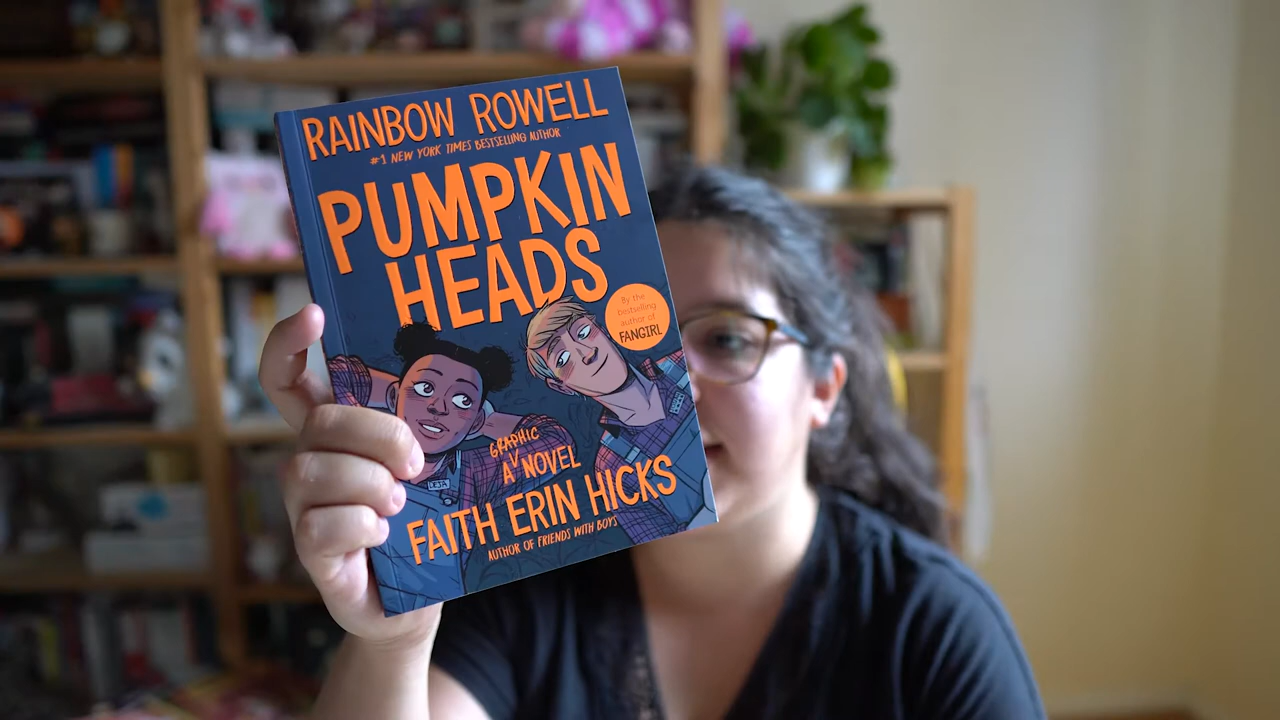 RAINBOW ROWELL
#1 NEW YORK TIMES BESTSELLING AUTHOR
PUMPKIN
HEADS
By the
bestselling
author of
FANGIRL
DEJA
GRAPHIC
A NOVEL
FAITH ERIN HICKS
AUTHOR OF FRIENDS WITH BOYS